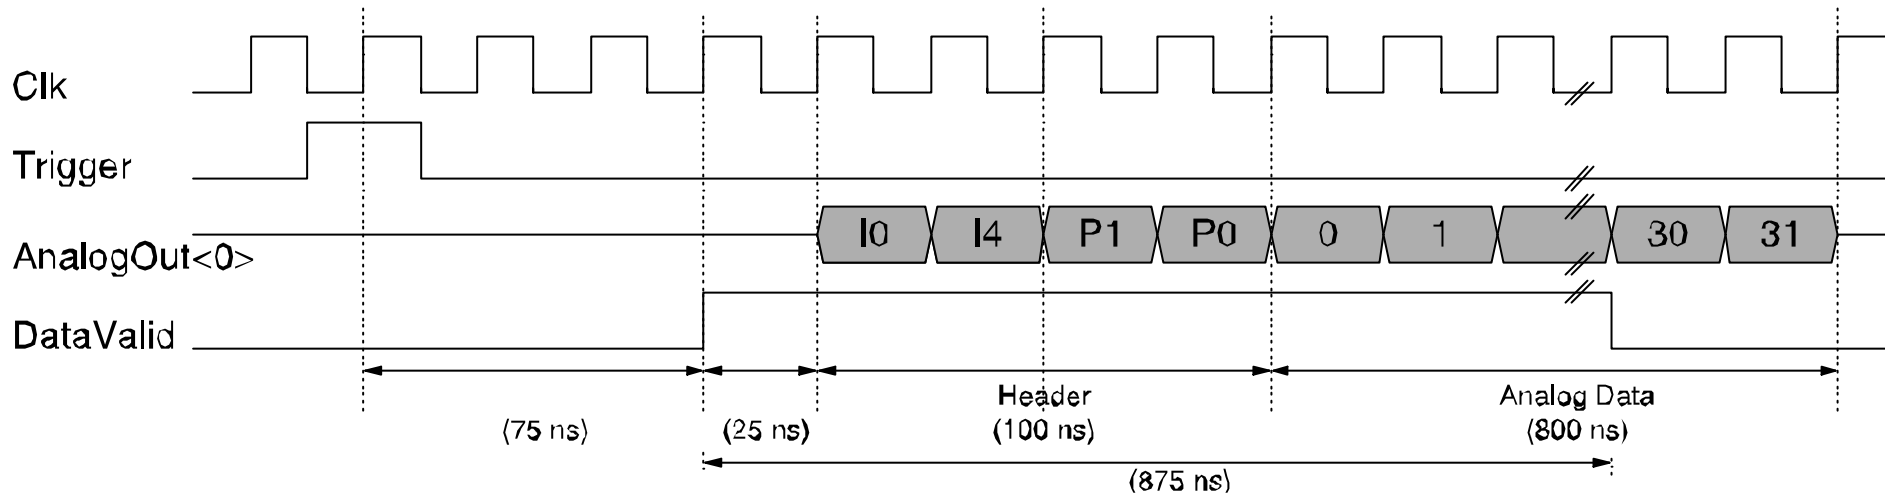 Clk
Trigger
I0 I4 P1 P0 0 1 30 31
AnalogOut<0>
DataValid
Header Analog Data
(75 ns) (25 ns) (100 ns) (800 ns)
(875 ns)